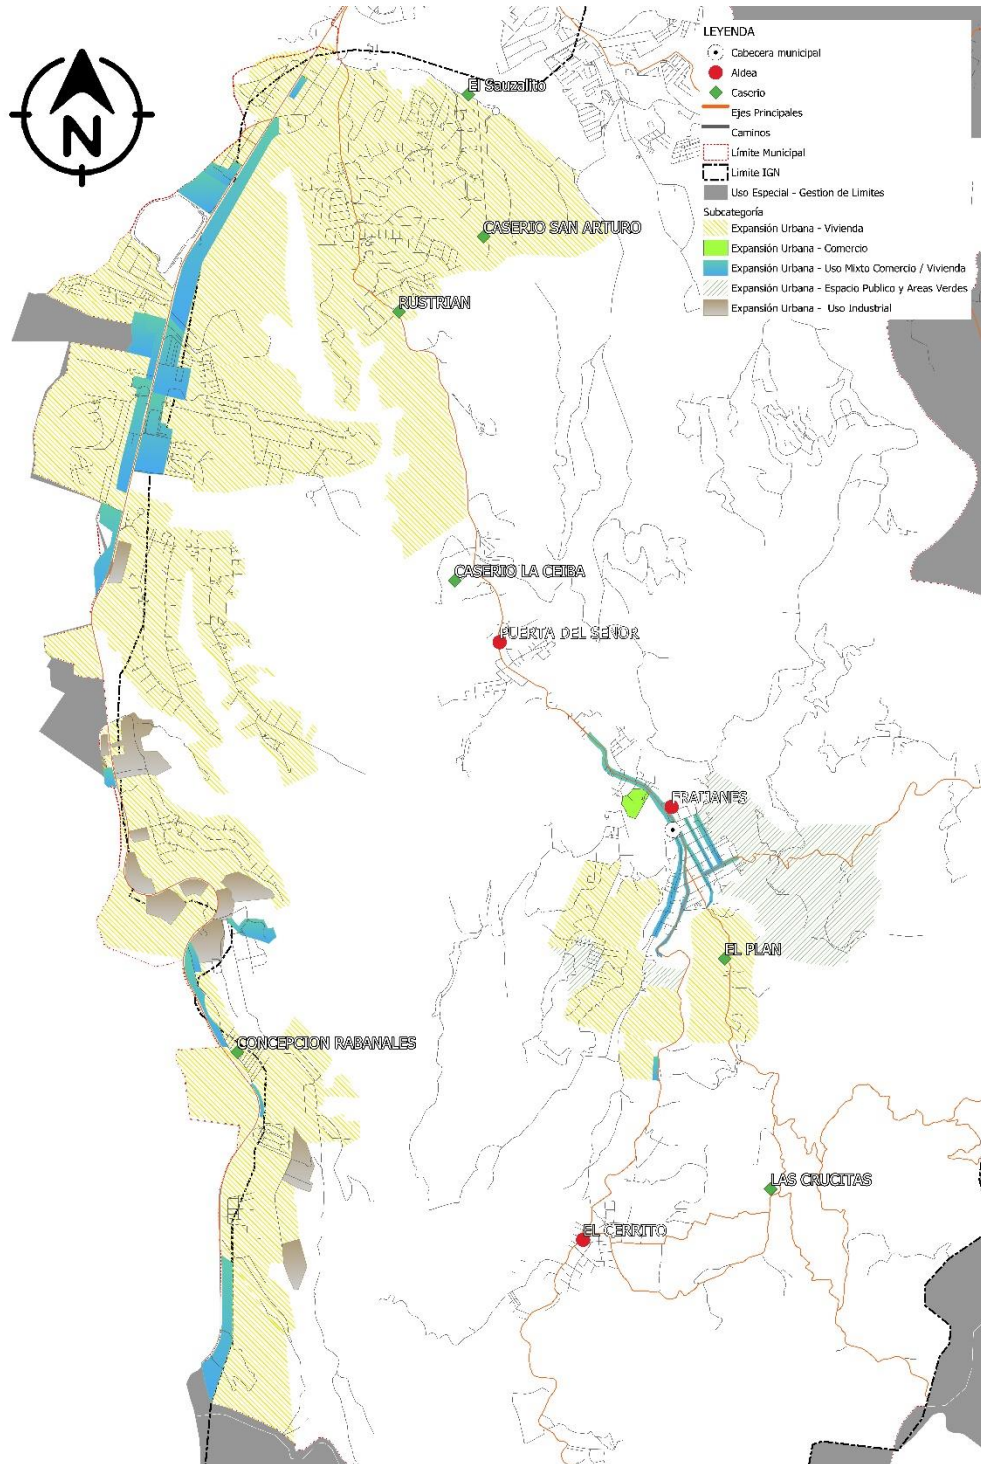 LEYENDA
Cabecera municipal
Aldea
Caserio
Ejes Principales
Caminos
Límite Municipal
Limite IGN
Uso Especial - Gestion de Limites
Subcategoría
Expansión Urbana - Vivienda
Expansión Urbana - Comercio
Expansión Urbana - Uso Mixto Comercio / Vivienda
Expansión Urbana - Espacio Publico y Areas Verdes
Expansión Urbana - Uso Industrial
N
El Sauzalito
CASERIO SAN ARTURO
RUSTRIAN
CASERIO LA CEIBA
PUERTA DEL SEÑOR
FRAIJANES
EL PLAN
CONCEPCION RABANALES
LAS CRUCITAS
EL CERRITO